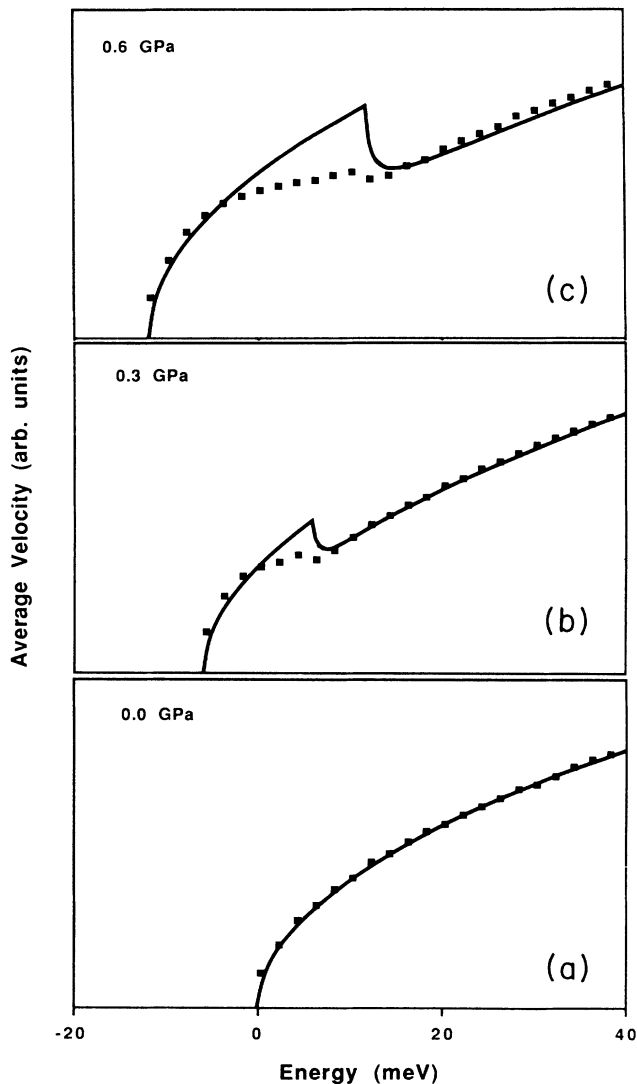 0.6 GPa
(c)
0.3 GPa
(b)
0.0 GPa
(a)
Average Velocity (arb. units)
-20 0 20 40
Energy (meV)